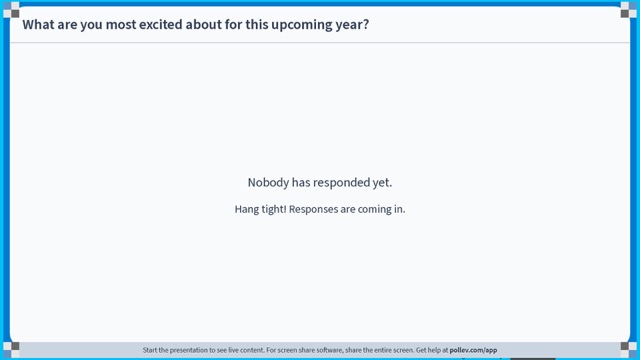 What are you most excited about for this upcoming year?
Nobody has responded yet.
Hang tight! Responses are coming in.
Start the presentation to see live content. For screen share software, share the entire screen. Get help at pollev.com/app